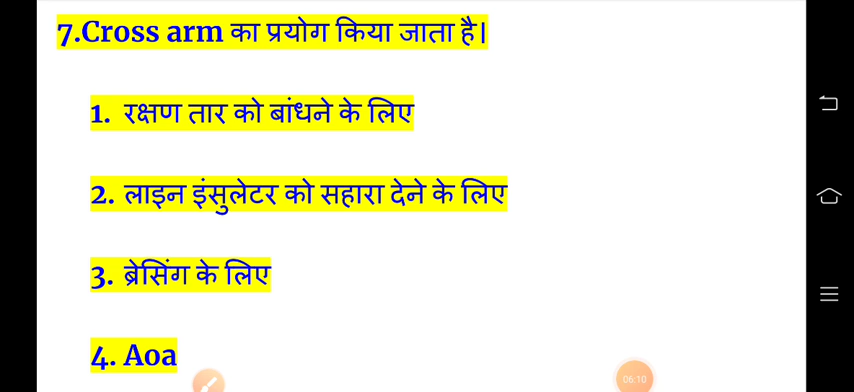 7.Cross arm का प्रयोग किया जाता है।
1. रक्षण तार को बांधने के लिए
2. लाइन इंसुलेटर को सहारा देने के लिए
3. ब्रेसिंग के लिए
4. Aoa
06:10